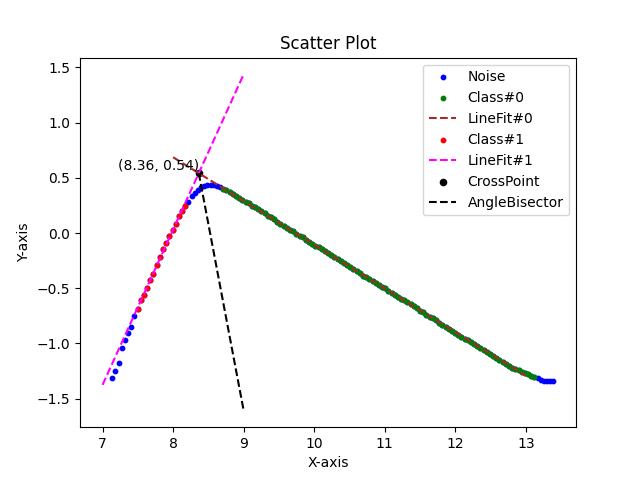 Scatter Plot
1.5
1.0
0.5
0.0
−0.5
−1.0
−1.5
Y-axis
(8.36, 0.54)
Noise
Class#0
LineFit#0
Class#1
LineFit#1
CrossPoint
AngleBisector
7 8 9 10 11 12 13
X-axis